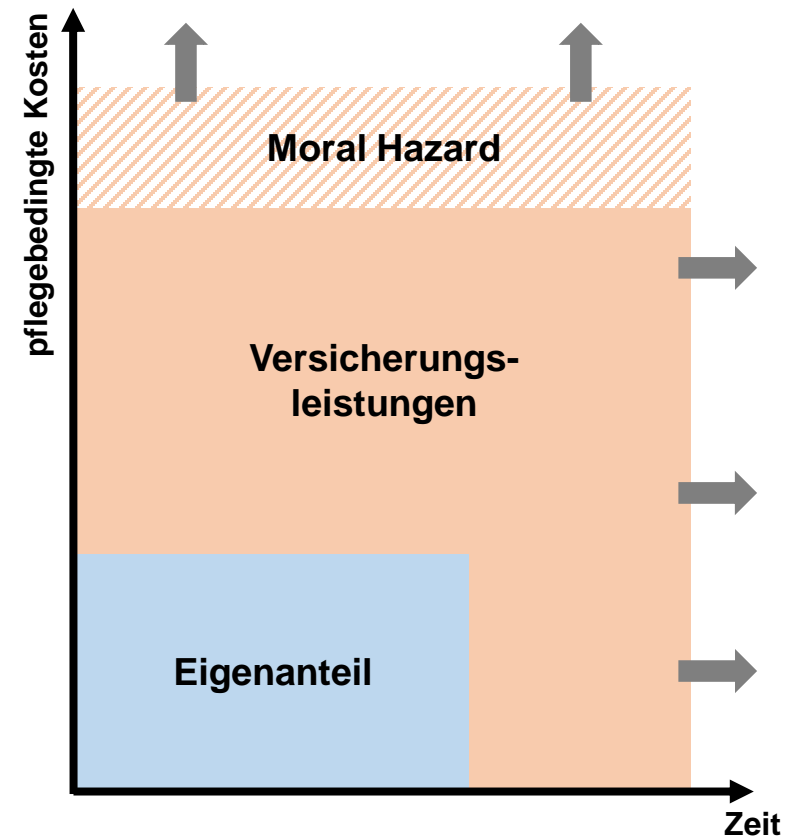 pflegebedingte Kosten
Moral Hazard
Versicherungs-
leistungen
Eigenanteil
Zeit